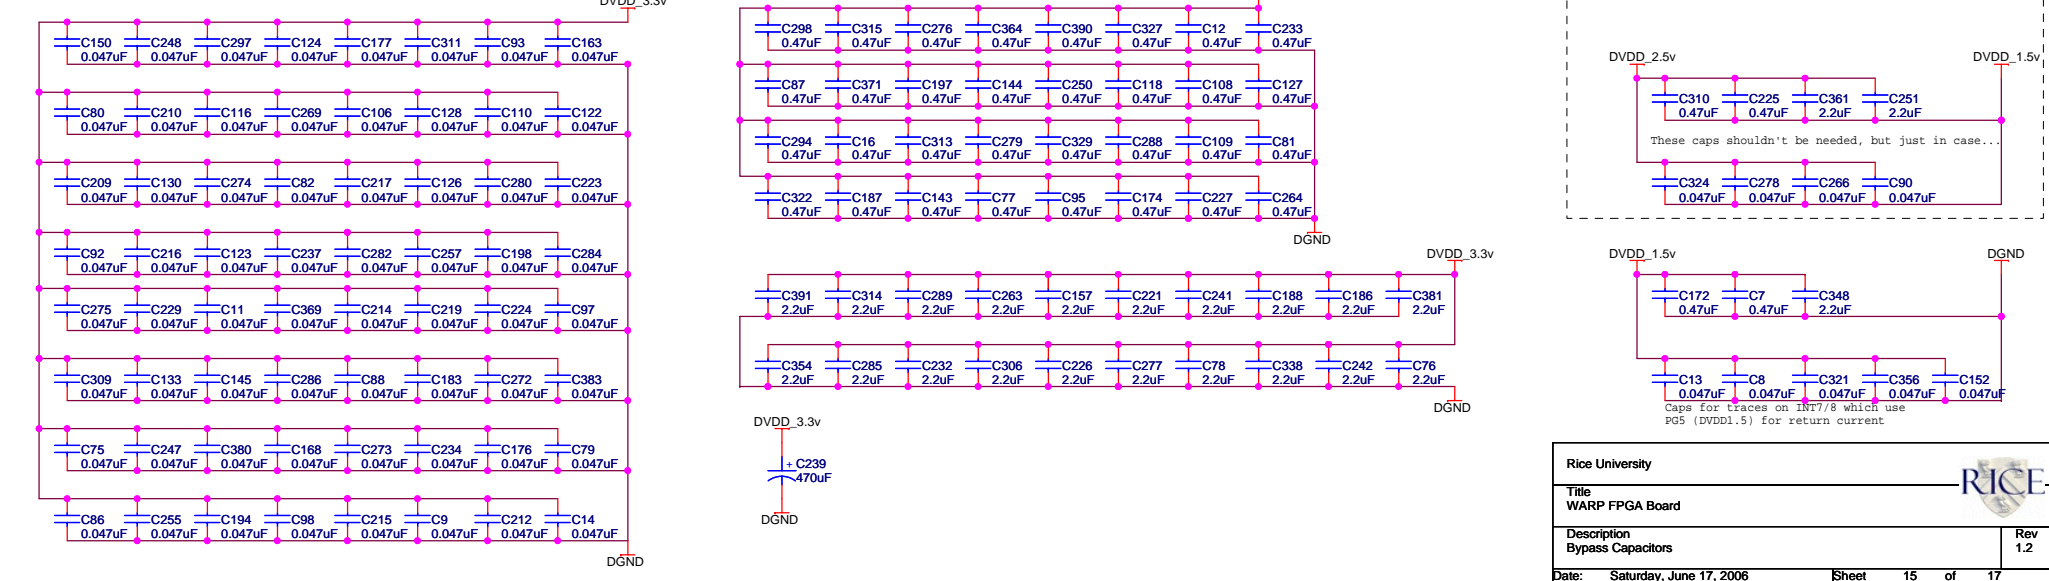 DVDD_3.3v
C150 C248 C297 C124 C177 C311 C93 C163
0.047uF 0.047uF 0.047uF 0.047uF 0.047uF 0.047uF 0.047uF 0.047uF
C80 C210 C116 C269 C106 C128 C110 C122
0.047uF 0.047uF 0.047uF 0.047uF 0.047uF 0.047uF 0.047uF 0.047uF
C209 C130 C274 C82 C217 C126 C280 C223
0.047uF 0.047uF 0.047uF 0.047uF 0.047uF 0.047uF 0.047uF 0.047uF
C92 C216 C123 C237 C282 C257 C198 C284
0.047uF 0.047uF 0.047uF 0.047uF 0.047uF 0.047uF 0.047uF 0.047uF
C275 C229 C11 C369 C214 C219 C224 C97
0.047uF 0.047uF 0.047uF 0.047uF 0.047uF 0.047uF 0.047uF 0.047uF
C309 C133 C145 C286 C88 C183 C272 C383
0.047uF 0.047uF 0.047uF 0.047uF 0.047uF 0.047uF 0.047uF 0.047uF
C75 C247 C380 C168 C273 C234 C176 C79
0.047uF 0.047uF 0.047uF 0.047uF 0.047uF 0.047uF 0.047uF 0.047uF
C86 C255 C194 C98 C215 C9 C212 C14
0.047uF 0.047uF 0.047uF 0.047uF 0.047uF 0.047uF 0.047uF 0.047uF
DGND
C298 C315 C276 C364 C390 C327 C12 C233
0.47uF 0.47uF 0.47uF 0.47uF 0.47uF 0.47uF 0.47uF 0.47uF
C87 C371 C197 C144 C250 C118 C108 C127
0.47uF 0.47uF 0.47uF 0.47uF 0.47uF 0.47uF 0.47uF 0.47uF
C294 C16 C313 C279 C329 C288 C109 C81
0.47uF 0.47uF 0.47uF 0.47uF 0.47uF 0.47uF 0.47uF 0.47uF
C322 C187 C143 C77 C95 C174 C227 C264
0.47uF 0.47uF 0.47uF 0.47uF 0.47uF 0.47uF 0.47uF 0.47uF
DGND
DVDD_3.3v
C391 C314 C289 C263 C157 C221 C241 C188 C186 C381
2.2uF 2.2uF 2.2uF 2.2uF 2.2uF 2.2uF 2.2uF 2.2uF 2.2uF 2.2uF
C354 C285 C232 C306 C226 C277 C78 C338 C242 C76
2.2uF 2.2uF 2.2uF 2.2uF 2.2uF 2.2uF 2.2uF 2.2uF 2.2uF 2.2uF
DGND
DVDD_3.3v
+ C239
470uF
DGND
DVDD_2.5v DVDD_1.5v
C310 C225 C361 C251
0.47uF 0.47uF 2.2uF 2.2uF
These caps shouldn't be needed, but just in case...
C324 C278 C266 C90
0.047uF 0.047uF 0.047uF 0.047uF
DVDD_1.5v DGND
C172 C7 C348
0.47uF 0.47uF 2.2uF
C13 C8 C321 C356 C152
0.047uF 0.047uF 0.047uF 0.047uF 0.047uF
Caps for traces on INT7/8 which use
PG5 (DVDD1.5) for return current
Rice University
RICE
Title
WARP FPGA Board
Description Rev
Bypass Capacitors 1.2
Date: Saturday, June 17, 2006 Sheet 15 of 17